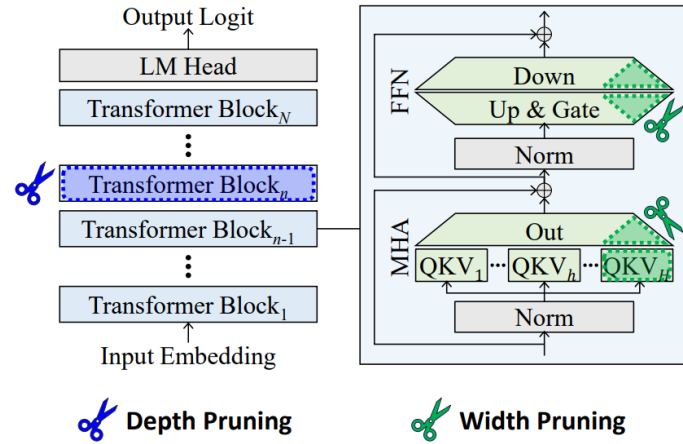 Output Logit
LM Head
Transformer Block_N
Transformer Block_n
Transformer Block_{n-1}
Transformer Block_1
Input Embedding
FFN
Down
Up & Gate
Norm
MHA
Out
QKV_1 ... QKV_h ... QKV_H
Norm
Depth Pruning
Width Pruning